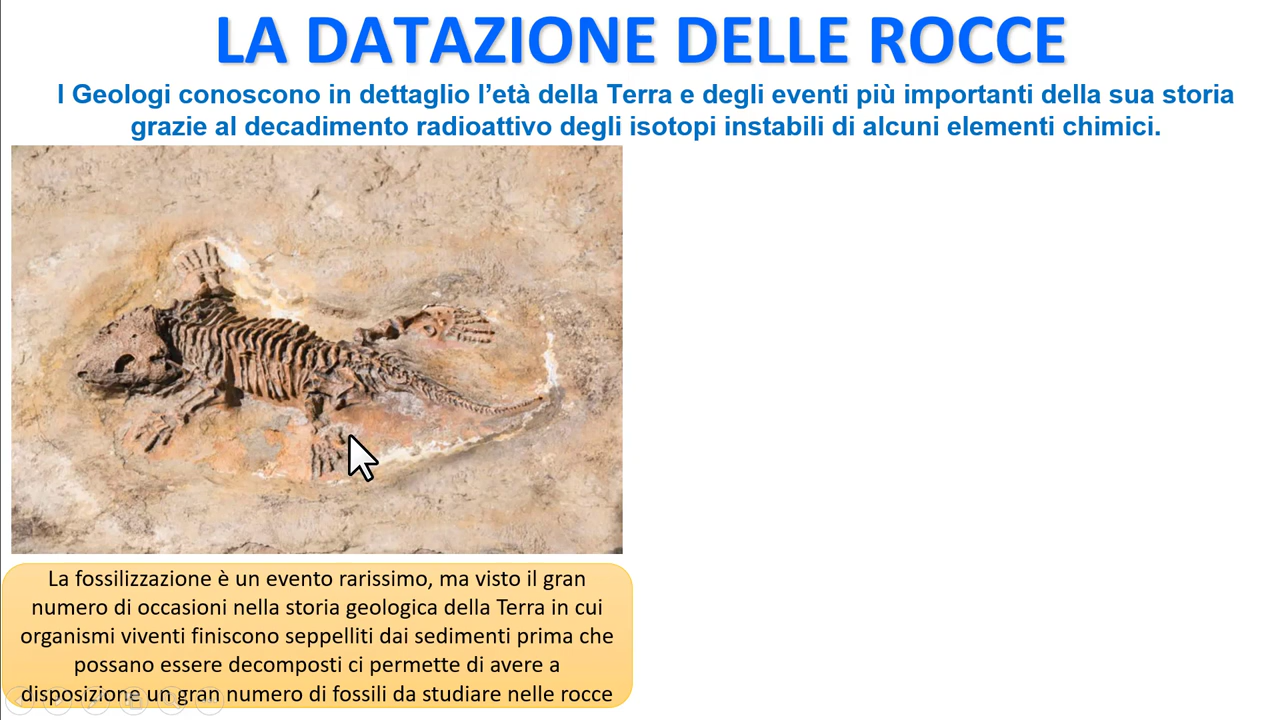 LA DATAZIONE DELLE ROCCE
I Geologi conoscono in dettaglio l’età della Terra e degli eventi più importanti della sua storia
grazie al decadimento radioattivo degli isotopi instabili di alcuni elementi chimici.
La fossilizzazione è un evento rarissimo, ma visto il gran
numero di occasioni nella storia geologica della Terra in cui
organismi viventi finiscono seppelliti dai sedimenti prima che
possano essere decomposti ci permette di avere a
disposizione un gran numero di fossili da studiare nelle rocce